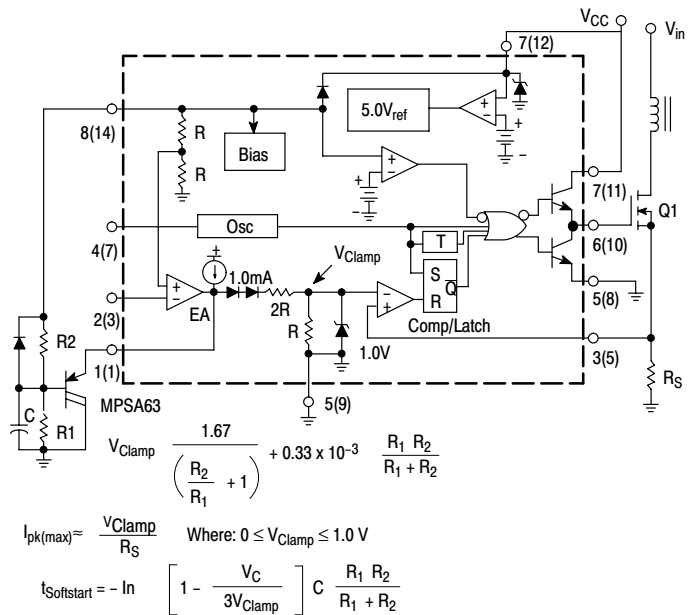 VCC
Vin
7(12)
5.0Vref
+
–
+
–
8(14)
R
Bias
R
+
–
+
–
7(11)
Q1
Osc
4(7)
T
6(10)
+
VClamp
1.0mA
S
Q
R
+
–
2R
–
+
5(8)
EA
R
Comp/Latch
2(3)
1.0V
3(5)
R2
1(1)
RS
MPSA63
5(9)
C
R1
VClamp 1.67 / (R2/R1 + 1) + 0.33 x 10-3 R1 R2 / R1 + R2
Ipk(max)≈ VClamp / RS Where: 0 ≤ VClamp ≤ 1.0 V
tSoftstart = – In [1 - VC / 3VClamp] C R1 R2 / R1 + R2